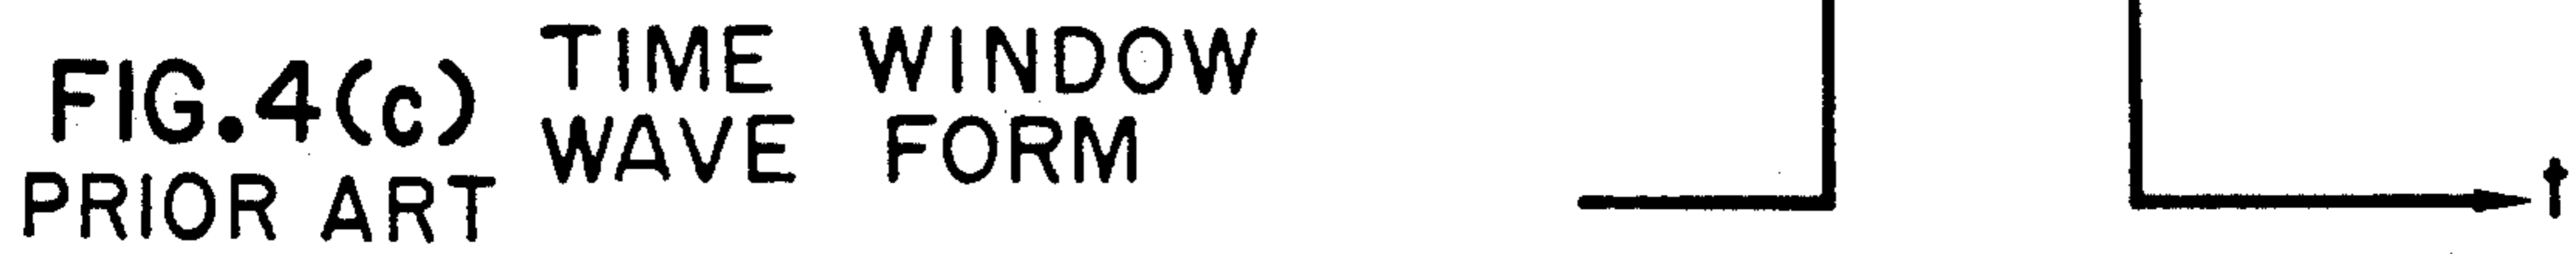 FIG.4(c)
PRIOR ART
TIME WINDOW
WAVE FORM
t